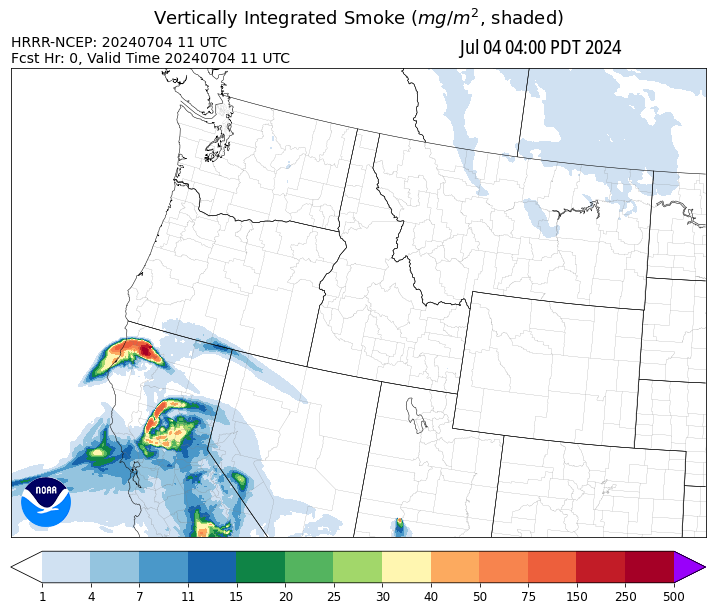 Vertically Integrated Smoke (mg/m², shaded)
HRRR-NCEP: 20240704 11 UTC
Fcst Hr: 0, Valid Time 20240704 11 UTC
Jul 04 04:00 PDT 2024
NOAA
1 4 7 11 15 20 25 30 40 50 75 150 250 500